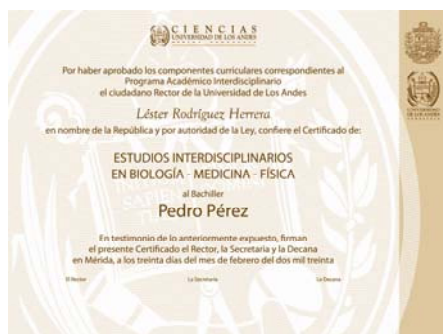 CIENCIAS
UNIVERSIDAD DE LOS ANDES
Por haber aprobado los componentes curriculares correspondientes al
Programa Académico Interdisciplinario
el ciudadano Rector de la Universidad de Los Andes
Léster Rodríguez Herrera
en nombre de la República y por autoridad de la Ley, confiere el Certificado de:
ESTUDIOS INTERDISCIPLINARIOS
EN BIOLOGÍA - MEDICINA - FÍSICA
al Bachiller
Pedro Pérez
En testimonio de lo anteriormente expuesto, firman
el presente Certificado el Rector, la Secretaria y la Decana
en Mérida, a los treinta días del mes de febrero del dos mil treinta
El Rector La Secretaria La Decana